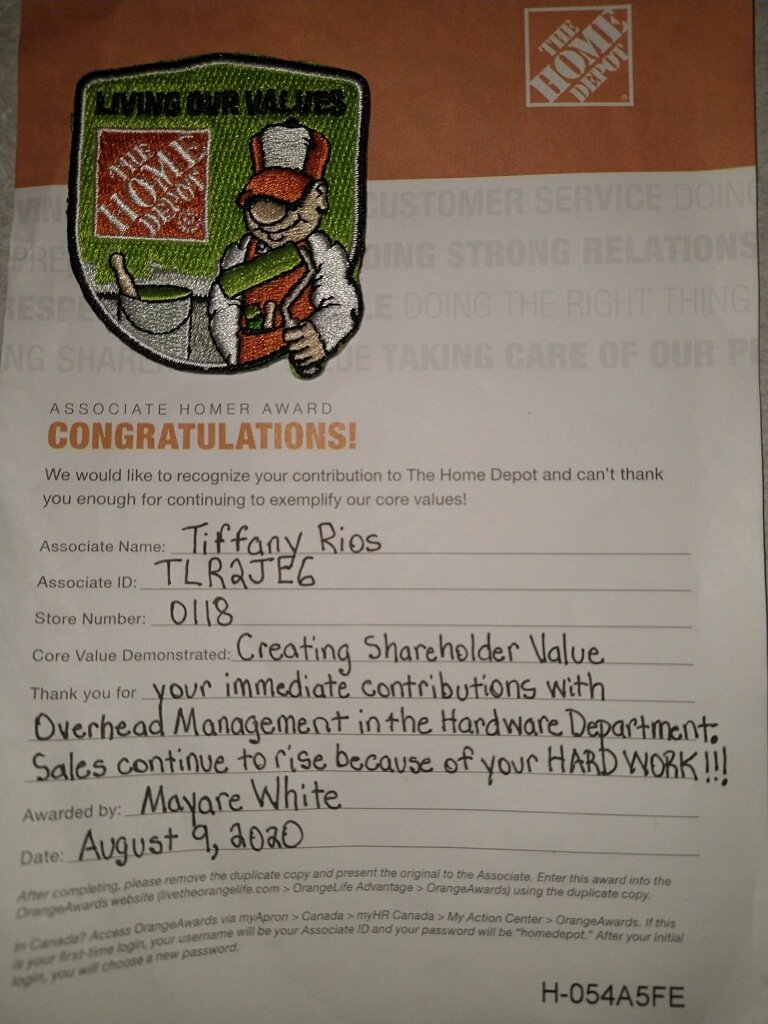 THE
HOME
DEPOT
LIVING OUR VALUES
THE
HOME
DEPOT
CUSTOMER SERVICE DOING
DING STRONG RELATIONS
RESPE LE DOING THE RIGHT THING
NG SHARE DE TAKING CARE OF OUR PE
ASSOCIATE HOMER AWARD
CONGRATULATIONS!
We would like to recognize your contribution to The Home Depot and can't thank
you enough for continuing to exemplify our core values!
Associate Name: Tiffany Rios
Associate ID: TLR2JE6
Store Number: 0118
Core Value Demonstrated: Creating Shareholder Value
Thank you for your immediate contributions with
Overhead Management in the Hardware Department.
Sales continue to rise because of your HARD WORK!!!
Awarded by: Mayare White
Date: August 9, 2020
After completing, please remove the duplicate copy and present the original to the Associate. Enter this award into the
OrangeAwards website (livetheorangelife.com > OrangeLife Advantage > OrangeAwards) using the duplicate copy.
In Canada? Access OrangeAwards via myApron > Canada > myHR Canada > My Action Center > OrangeAwards. If this
is your first-time login, your username will be your Associate ID and your password will be "homedepot." After your initial
login, you will choose a new password.
H-054A5FE